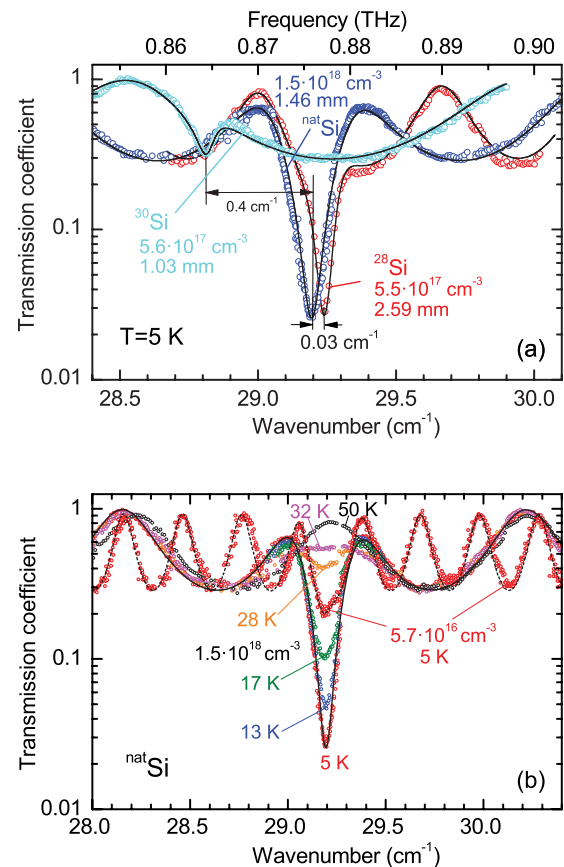 Frequency (THz)
0.86 0.87 0.88 0.89 0.90
1
0.1
0.01
Transmission coefficient
1.5·10¹⁸ cm⁻³
1.46 mm
ⁿᵃᵗSi
0.4 cm⁻¹
³⁰Si
5.6·10¹⁷ cm⁻³
1.03 mm
²⁸Si
5.5·10¹⁷ cm⁻³
2.59 mm
0.03 cm⁻¹
T=5 K
(a)
28.5 29.0 29.5 30.0
Wavenumber (cm⁻¹)
1
0.1
0.01
Transmission coefficient
32 K
50 K
28 K
5.7·10¹⁶ cm⁻³
5 K
1.5·10¹⁸ cm⁻³
17 K
13 K
5 K
ⁿᵃᵗSi
(b)
28.0 28.5 29.0 29.5 30.0
Wavenumber (cm⁻¹)